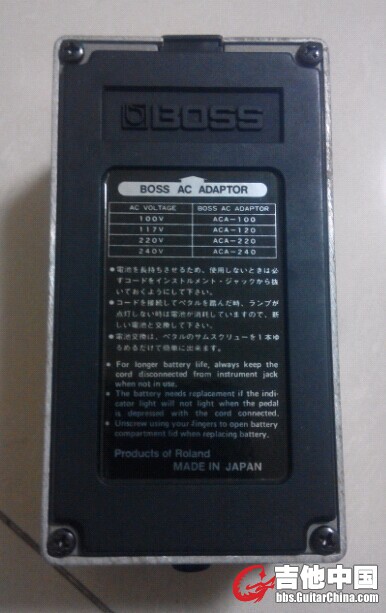 BOSS
BOSS AC ADAPTOR
AC VOLTAGE BOSS AC ADAPTOR
100V ACA-100
117V ACA-120
220V ACA-220
240V ACA-240
●電池を長持ちさせるため、使用しないときは必
ずコードをインストルメント・ジャックから抜
いておくようにして下さい。
●コードを接続してペタルを踏んだ時、ランプが
点灯しない時は電池が消耗していますので、新
しい電池と交換して下さい。
●電池交換は、ペタルのサムスクリューを1本ゆ
るめるだけで簡単に出来ます。
● For longer battery life, always keep the
cord disconnected from instrument jack
when not in use.
● The battery needs replacement if the indi-
cator light will not light when the pedal
is depressed with the cord connected.
● Unscrew using your fingers to open battery
compartment lid when replacing battery.
Products of Roland
MADE IN JAPAN
吉他中国
bbs.GuitarChina.com